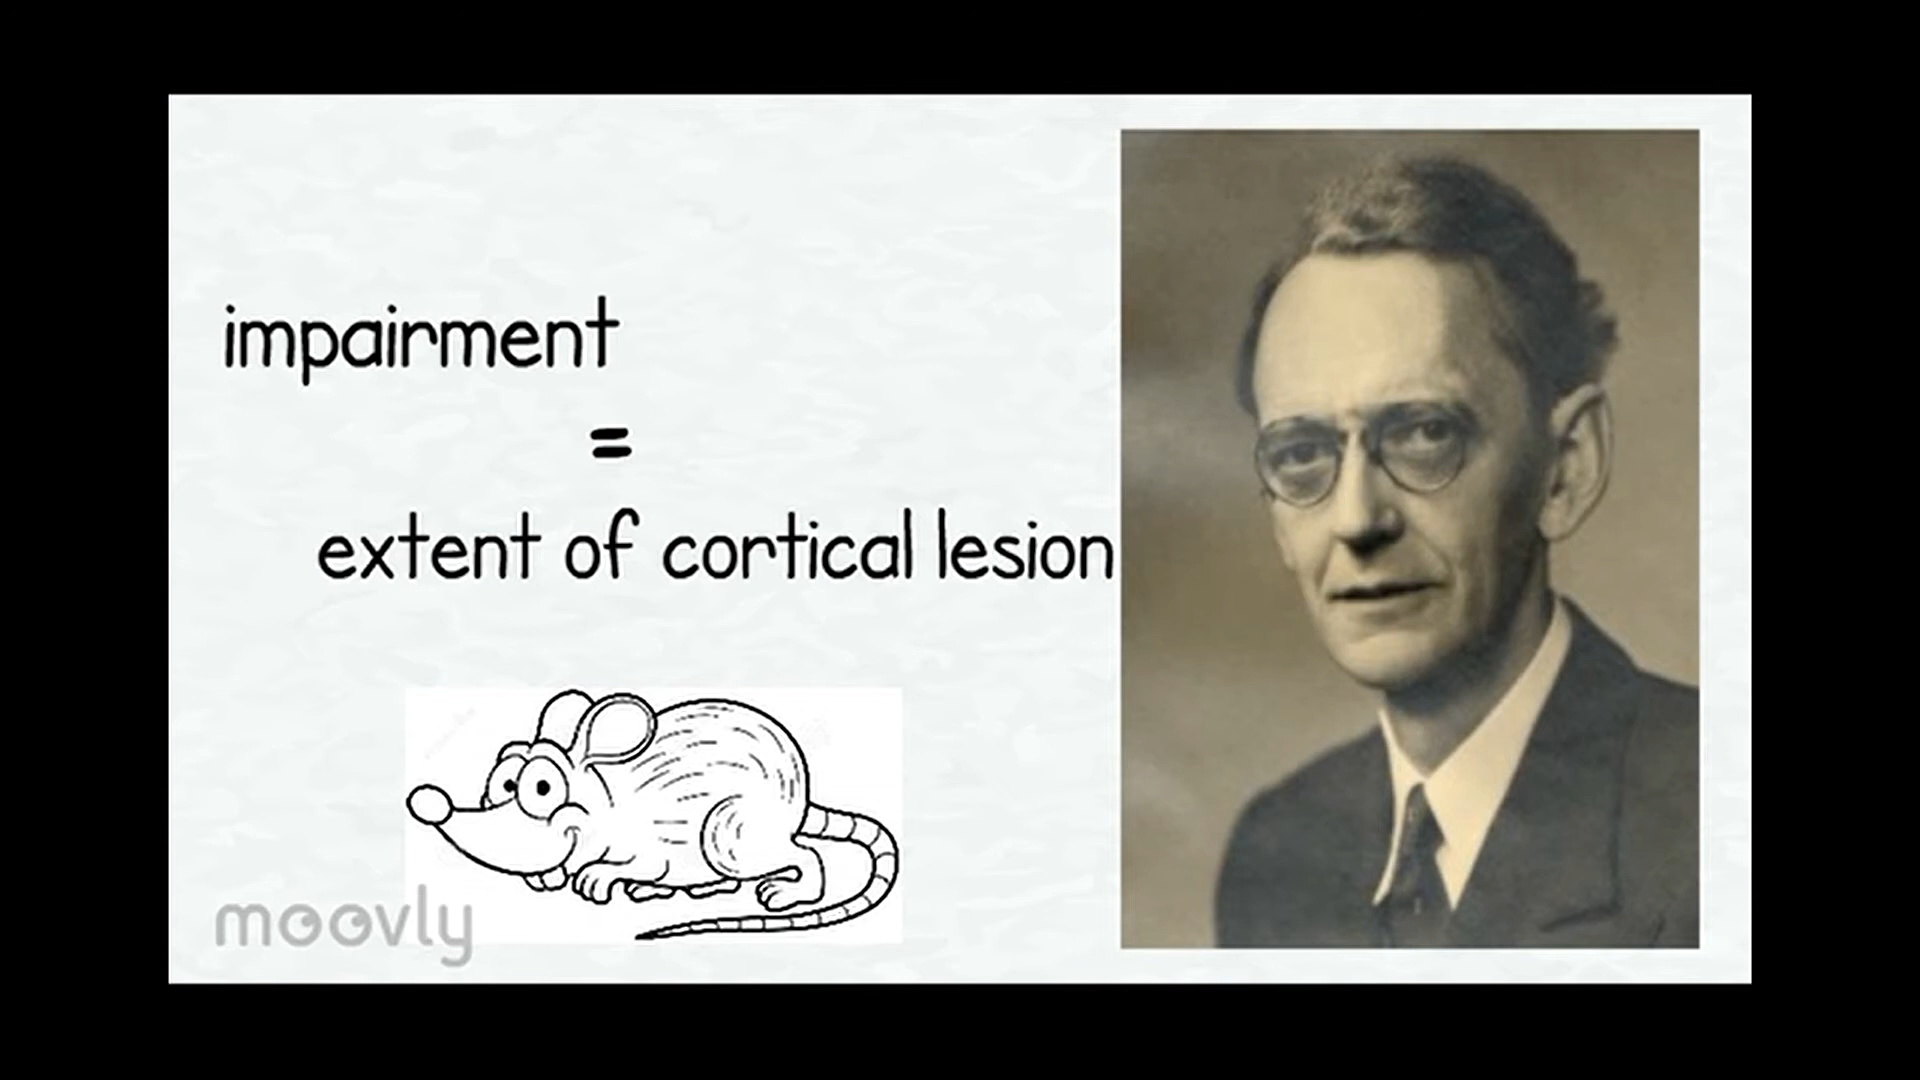 impairment
=
extent of cortical lesion
moovly